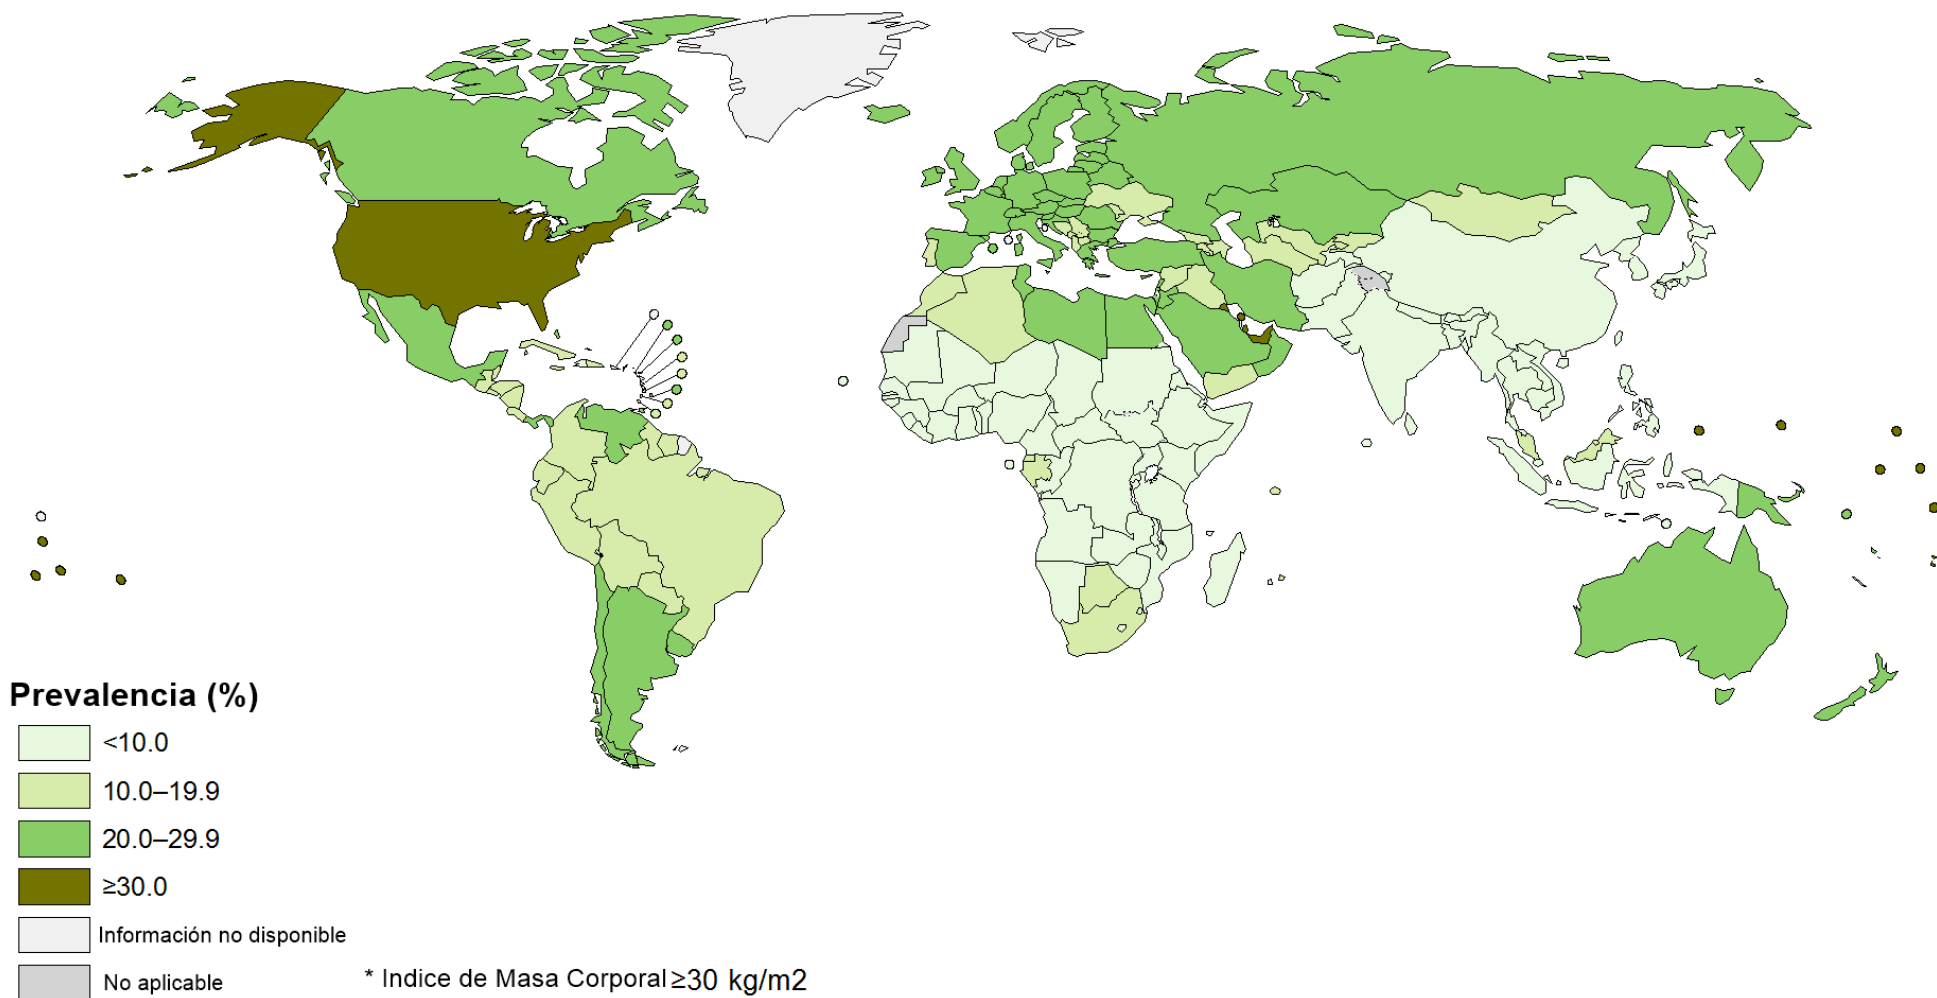 Prevalencia (%)
<10.0
10.0–19.9
20.0–29.9
≥30.0
Información no disponible
No aplicable
* Indice de Masa Corporal ≥30 kg/m2